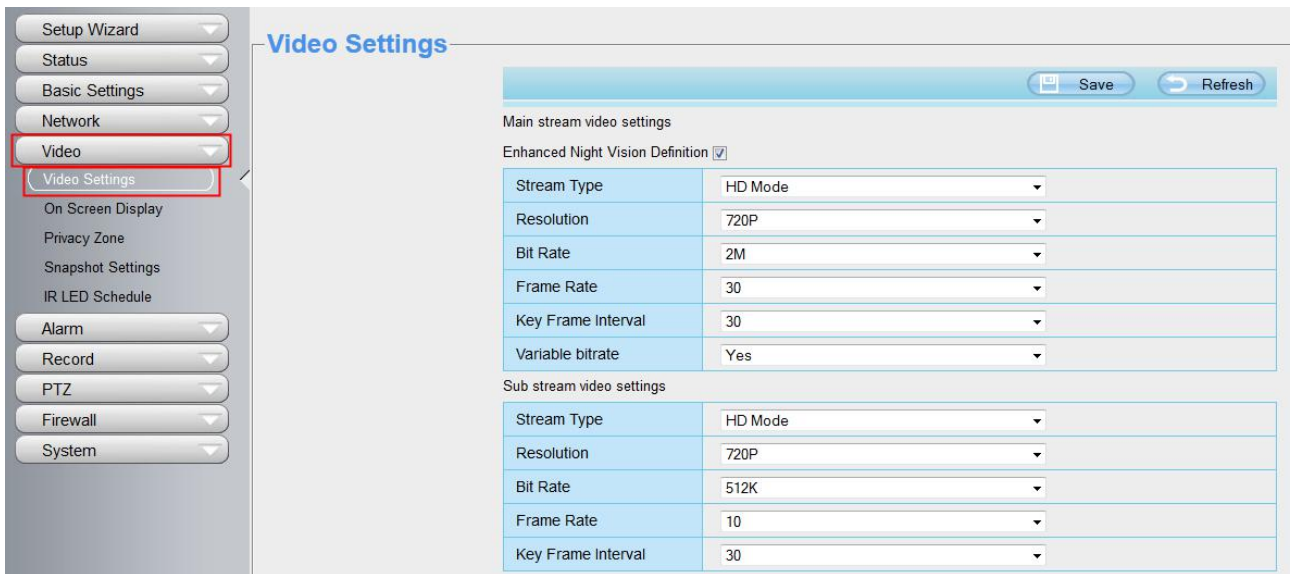 Setup Wizard
Status
Basic Settings
Network
Video
Video Settings
On Screen Display
Privacy Zone
Snapshot Settings
IR LED Schedule
Alarm
Record
PTZ
Firewall
System
Video Settings
Save Refresh
Main stream video settings
Enhanced Night Vision Definition
Stream Type HD Mode
Resolution 720P
Bit Rate 2M
Frame Rate 30
Key Frame Interval 30
Variable bitrate Yes
Sub stream video settings
Stream Type HD Mode
Resolution 720P
Bit Rate 512K
Frame Rate 10
Key Frame Interval 30